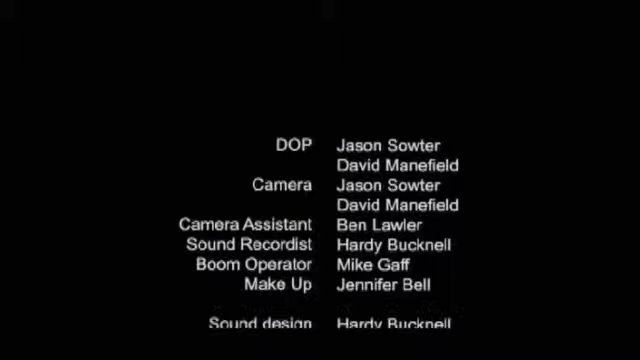 DOP Jason Sowter
David Manefield
Camera Jason Sowter
David Manefield
Camera Assistant Ben Lawler
Sound Recordist Hardy Bucknell
Boom Operator Mike Gaff
Make Up Jennifer Bell
Sound design Hardy Bucknell